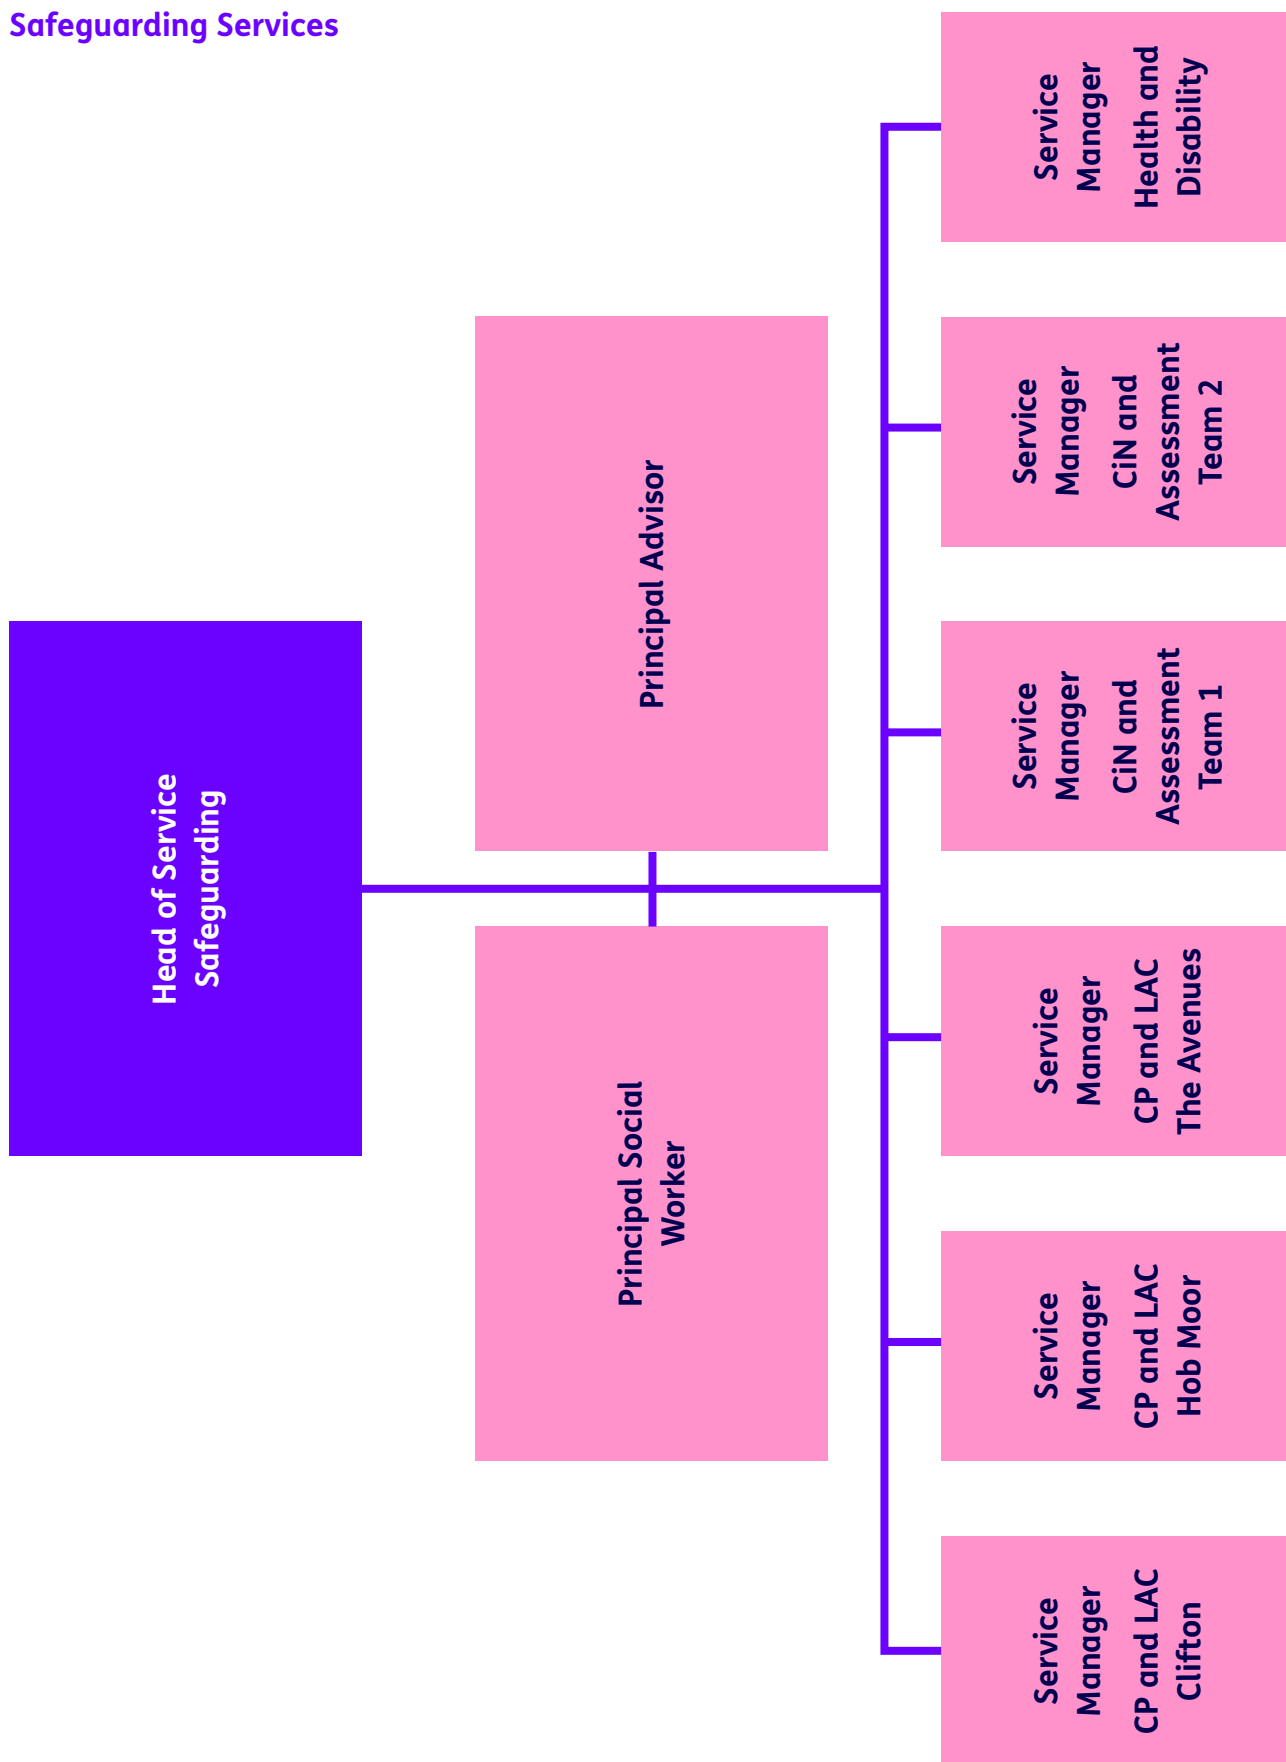 Safeguarding Services
Head of Service
Safeguarding
Principal Social
Worker
Principal Advisor
Service
Manager
CP and LAC
Clifton
Service
Manager
CP and LAC
Hob Moor
Service
Manager
CP and LAC
The Avenues
Service
Manager
CiN and
Assessment
Team 1
Service
Manager
CiN and
Assessment
Team 2
Service
Manager
Health and
Disability